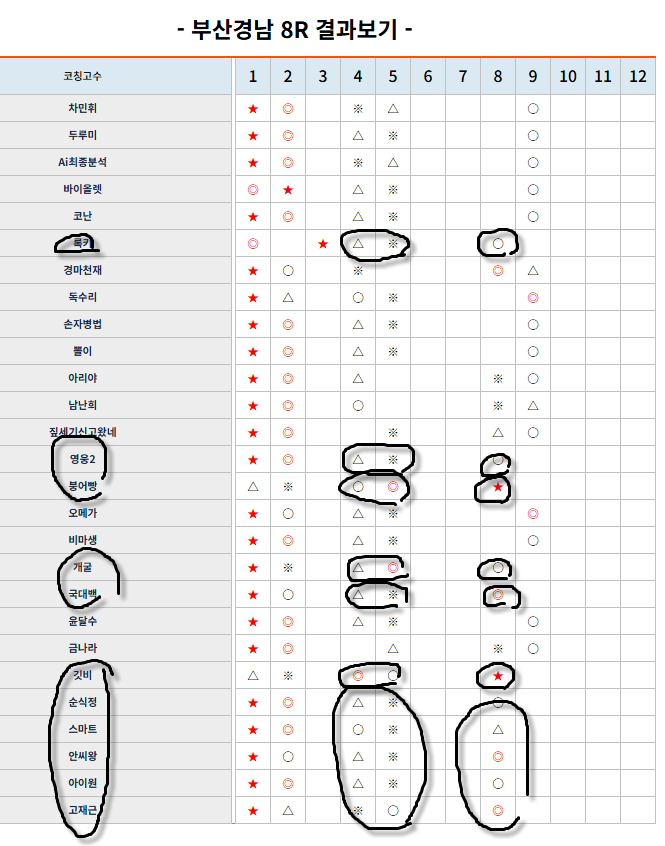 - 부산경남 8R 결과보기 -
코칭고수 1 2 3 4 5 6 7 8 9 10 11 12
차민휘 ★ ◎ ※ △ ○
두루미 ★ ◎ △ ※ ○
Ai최종분석 ★ ◎ ※ △ ○
바이올렛 ◎ ★ △ ※ ○
코난 ★ ◎ △ ※ ○
록키 ◎ ★ △ ※ ○
경마천재 ★ ○ ※ ◎ △
독수리 ★ △ ○ ※ ◎
손자병법 ★ ◎ △ ※ ○
뽈이 ★ ◎ △ ※ ○
아리야 ★ ◎ △ ※ ○
남난희 ★ ◎ ○ ※ △
짚세기신고왔네 ★ ◎ ※ △ ○
영웅2 ★ ◎ △ ※ ○
붕어빵 △ ※ ○ ◎ ★
오메가 ★ ○ △ ※ ◎
비마생 ★ ◎ △ ※ ○
개굴 ★ ※ △ ◎ ○
국대백 ★ ○ △ ※ ◎
윤달수 ★ ◎ △ ※ ○
금나라 ★ ◎ △ ※ ○
깃비 △ ※ ◎ ○ ★
순식정 ★ ◎ △ ※ ○
스마트 ★ ◎ ○ ※ △
안씨왕 ★ ○ △ ※ ◎
아이원 ★ ◎ △ ※ ○
고재근 ★ △ ※ ○ ◎